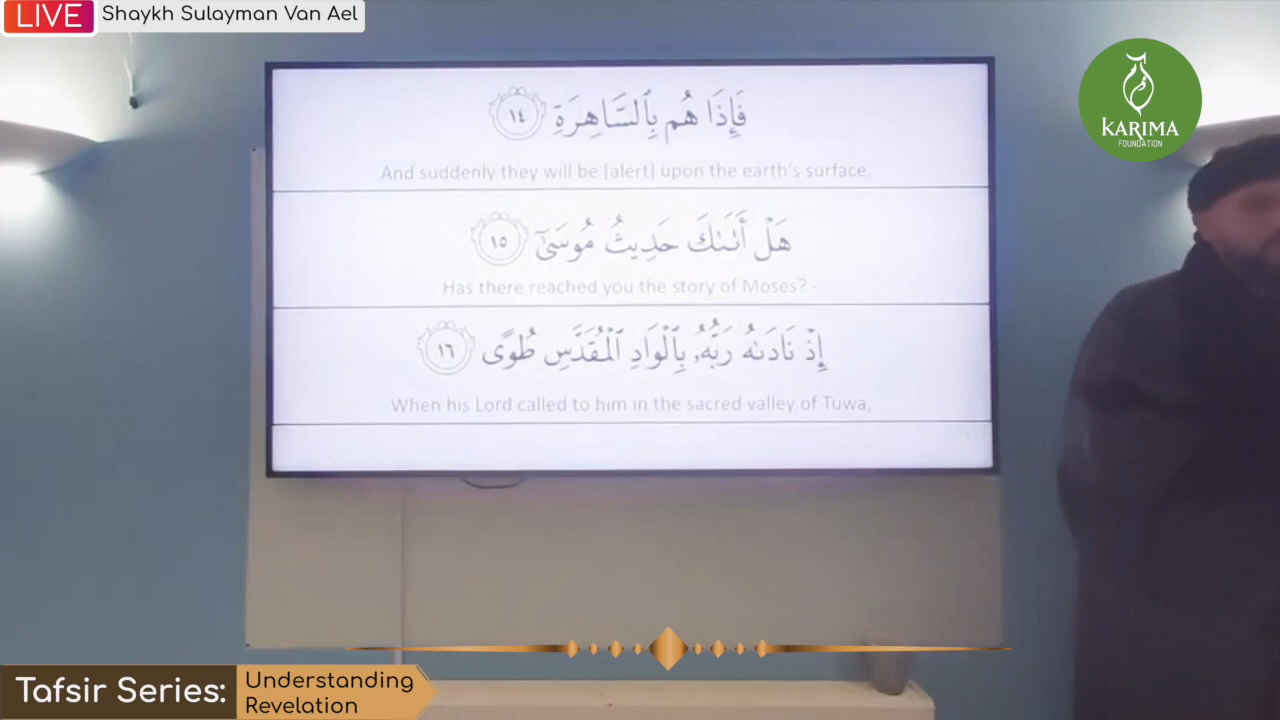 LIVE
Shaykh Sulayman Van Ael
KARIMA
FOUNDATION
فَإِذَا هُم بِٱلسَّاهِرَةِ ١٤
And suddenly they will be [alert] upon the earth's surface.
هَلْ أَتَىٰكَ حَدِيثُ مُوسَىٰٓ ١٥
Has there reached you the story of Moses? -
إِذْ نَادَىٰهُ رَبُّهُۥ بِٱلْوَادِ ٱلْمُقَدَّسِ طُوًى ١٦
When his Lord called to him in the sacred valley of Tuwa,
Tafsir Series:
Understanding
Revelation